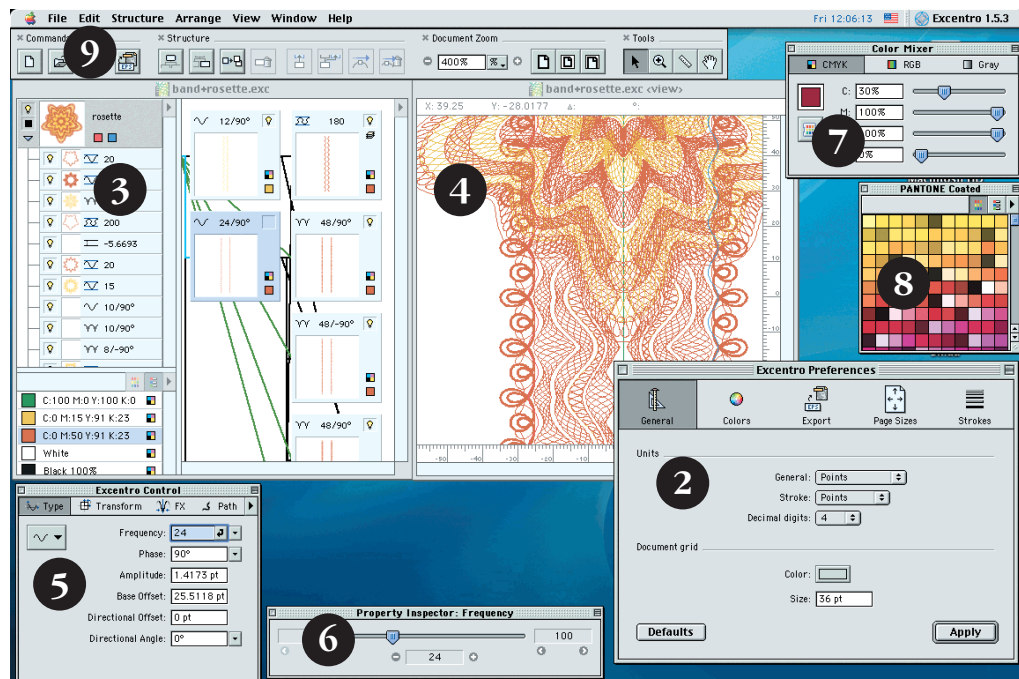 File Edit Structure Arrange View Window Help
Fri 12:06:13
Excentro 1.5.3
9
Structure
Document Zoom
400%
%
Tools
band+rosette.exc
rosette
20
200
-5.6693
20
15
10/90°
10/90°
8/-90°
3
C:100 M:0 Y:100 K:0
C:0 M:15 Y:91 K:23
C:0 M:50 Y:91 K:23
White
Black 100%
12/90°
180
24/90°
48/90°
48/-90°
48/90°
band+rosette.exc <view>
X: 39.25 Y: -28.0177 Δ: °:
4
Color Mixer
CMYK RGB Gray
C: 30%
M: 100%
7
PANTONE Coated
8
Excentro Preferences
General Colors Export Page Sizes Strokes
EPS
Units
2
General: Points
Stroke: Points
Decimal digits: 4
Document grid
Color:
Size: 36 pt
Defaults Apply
Excentro Control
Type Transform FX Path
Frequency: 24
Phase: 90°
Amplitude: 1.4173 pt
Base Offset: 25.5118 pt
Directional Offset: 0 pt
Directional Angle: 0°
5
Property Inspector: Frequency
6
100
24